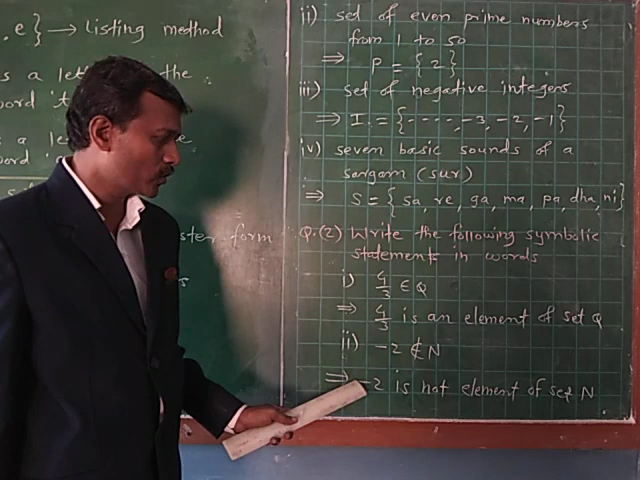 , e} → Listing method
s a lett the
ord 't
a le e.
ord
ster form
s
ii) set of even prime numbers
from 1 to 50
⇒ P = {2}
iii) set of negative integers
⇒ I = {----, -3, -2, -1}
iv) seven basic sounds of a
sargam (sur)
⇒ S = {sa, re, ga, ma, pa, dha, ni}
Q.(2) Write the following symbolic
statements in words
i) 4/3 ∈ Q
⇒ 4/3 is an element of set Q
ii) -2 ∉ N
⇒ -2 is not element of set N